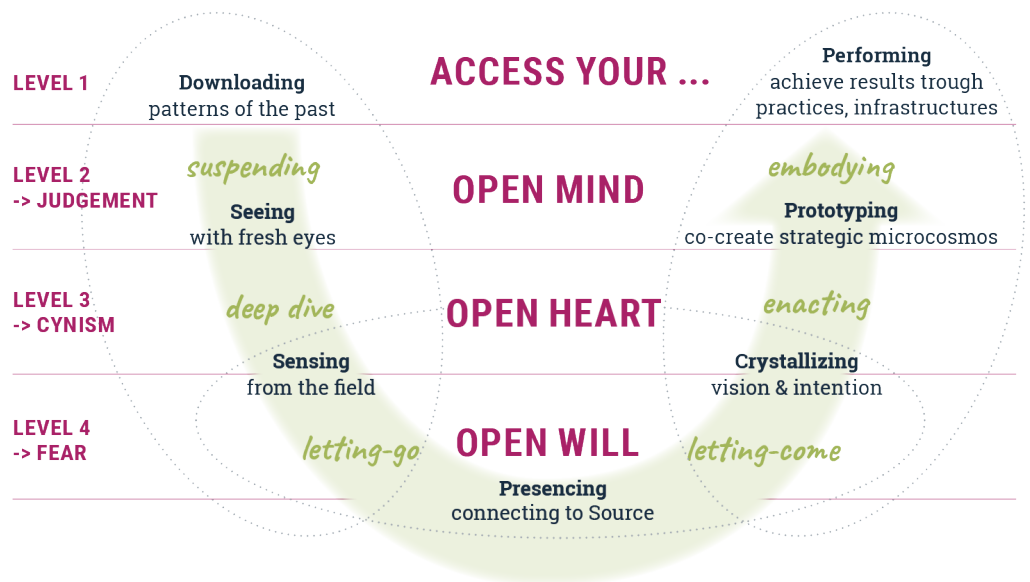 LEVEL 1
Downloading
patterns of the past
ACCESS YOUR ...
Performing
achieve results trough
practices, infrastructures
LEVEL 2
-> JUDGEMENT
suspending
Seeing
with fresh eyes
OPEN MIND
embodying
Prototyping
co-create strategic microcosmos
LEVEL 3
-> CYNISM
deep dive
Sensing
from the field
OPEN HEART
enacting
Crystallizing
vision & intention
LEVEL 4
-> FEAR
letting-go
OPEN WILL
Presencing
connecting to Source
letting-come